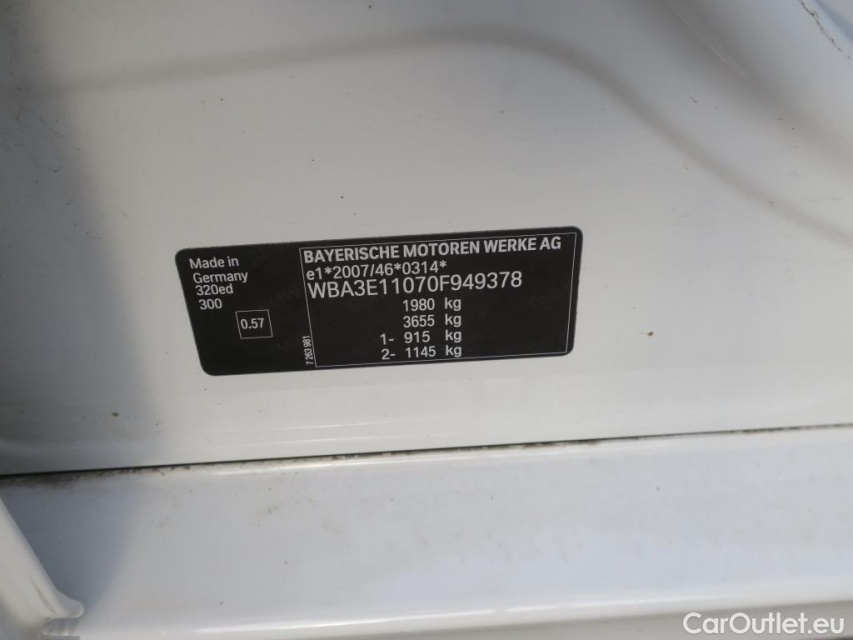 Made in
Germany
320ed
300
0.57
7 263 981
BAYERISCHE MOTOREN WERKE AG
e1*2007/46*0314*
WBA3E11070F949378
1980 kg
3655 kg
1- 915 kg
2- 1145 kg
CarOutlet.eu